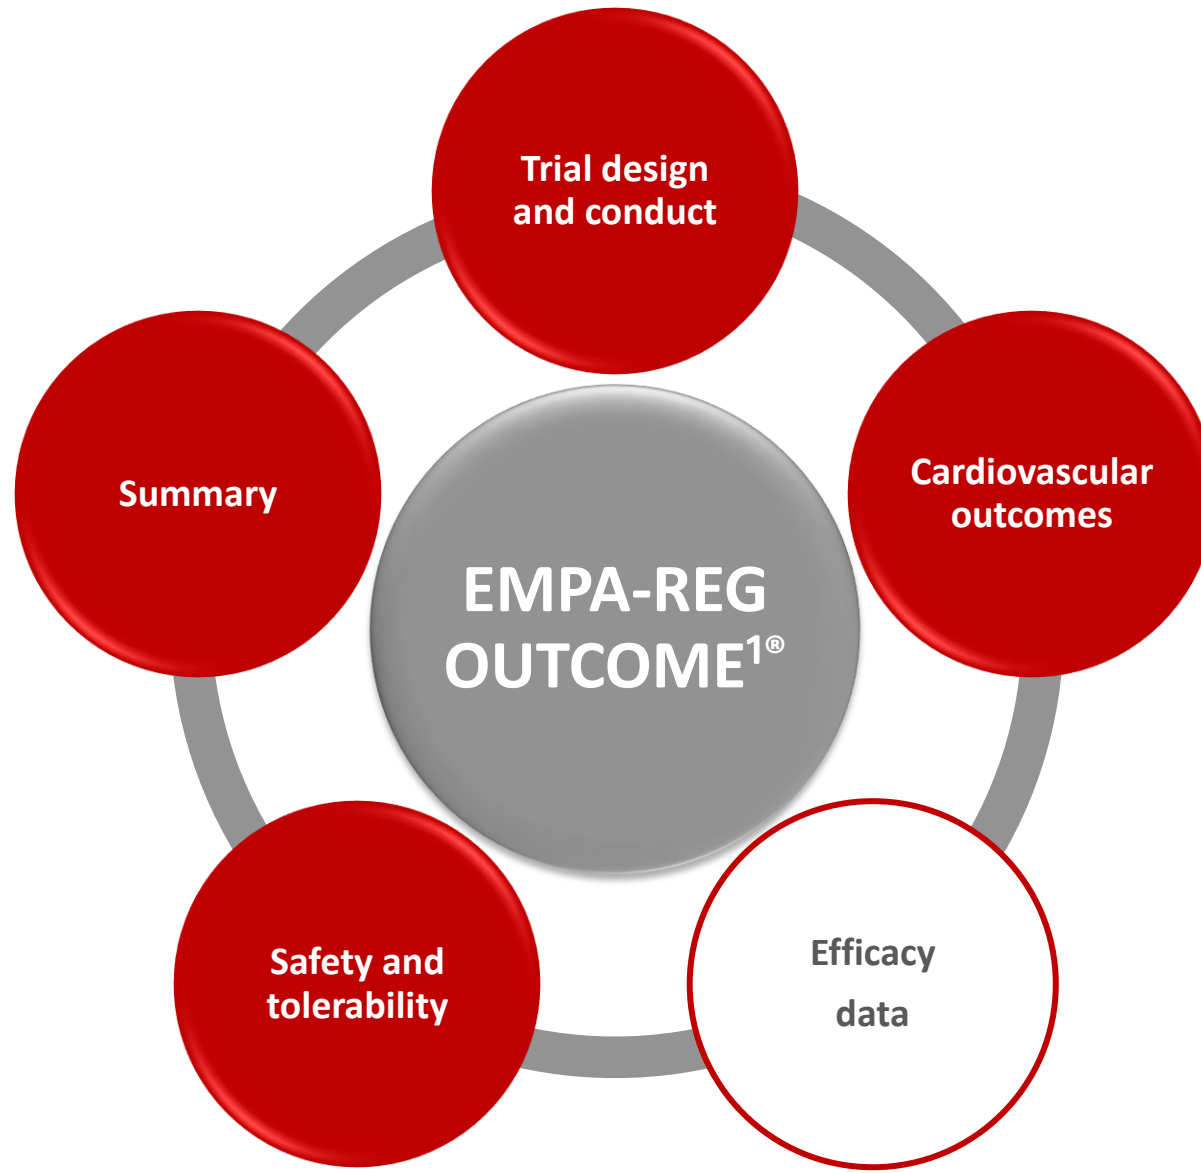 Trial design
and conduct
Cardiovascular
outcomes
Summary
EMPA-REG
OUTCOME¹®
Efficacy
data
Safety and
tolerability